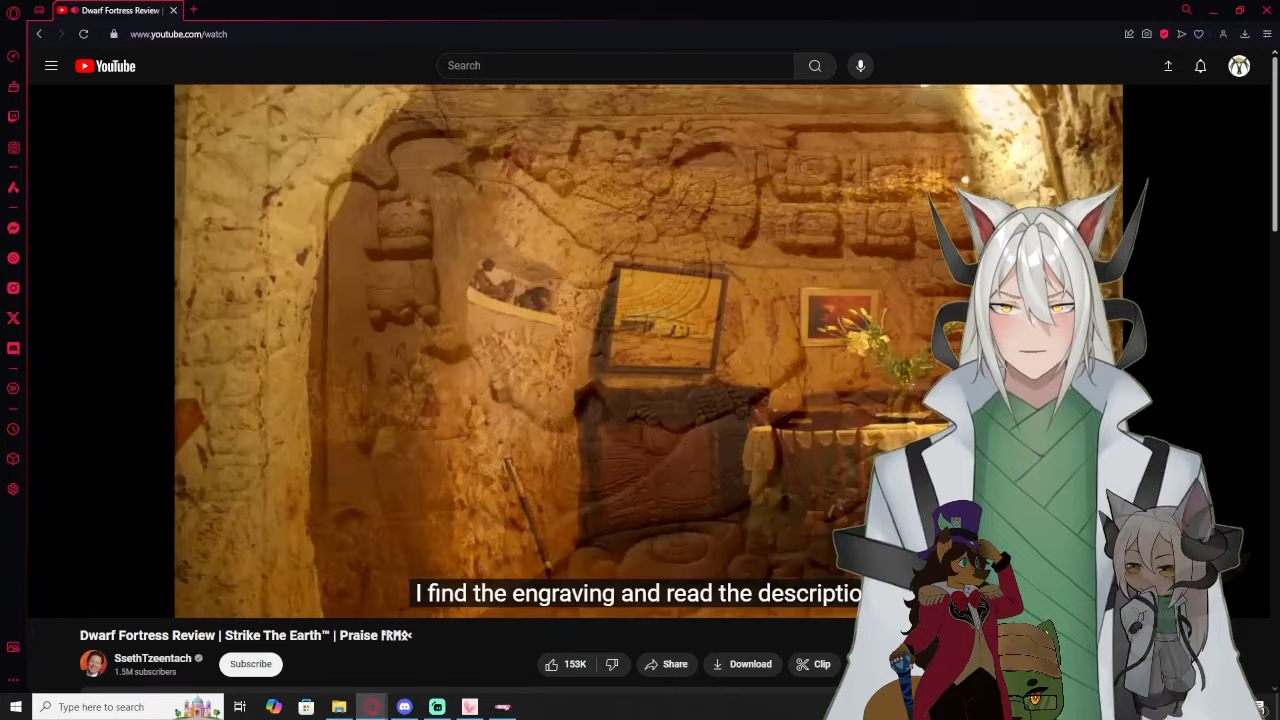 Dwarf Fortress Review |
www.youtube.com/watch
YouTube
Search
I find the engraving and read the descriptio
Dwarf Fortress Review | Strike The Earth™ | Praise
SsethTzeentach
1.5M subscribers
Subscribe
153K
Share
Download
Clip
Type here to search